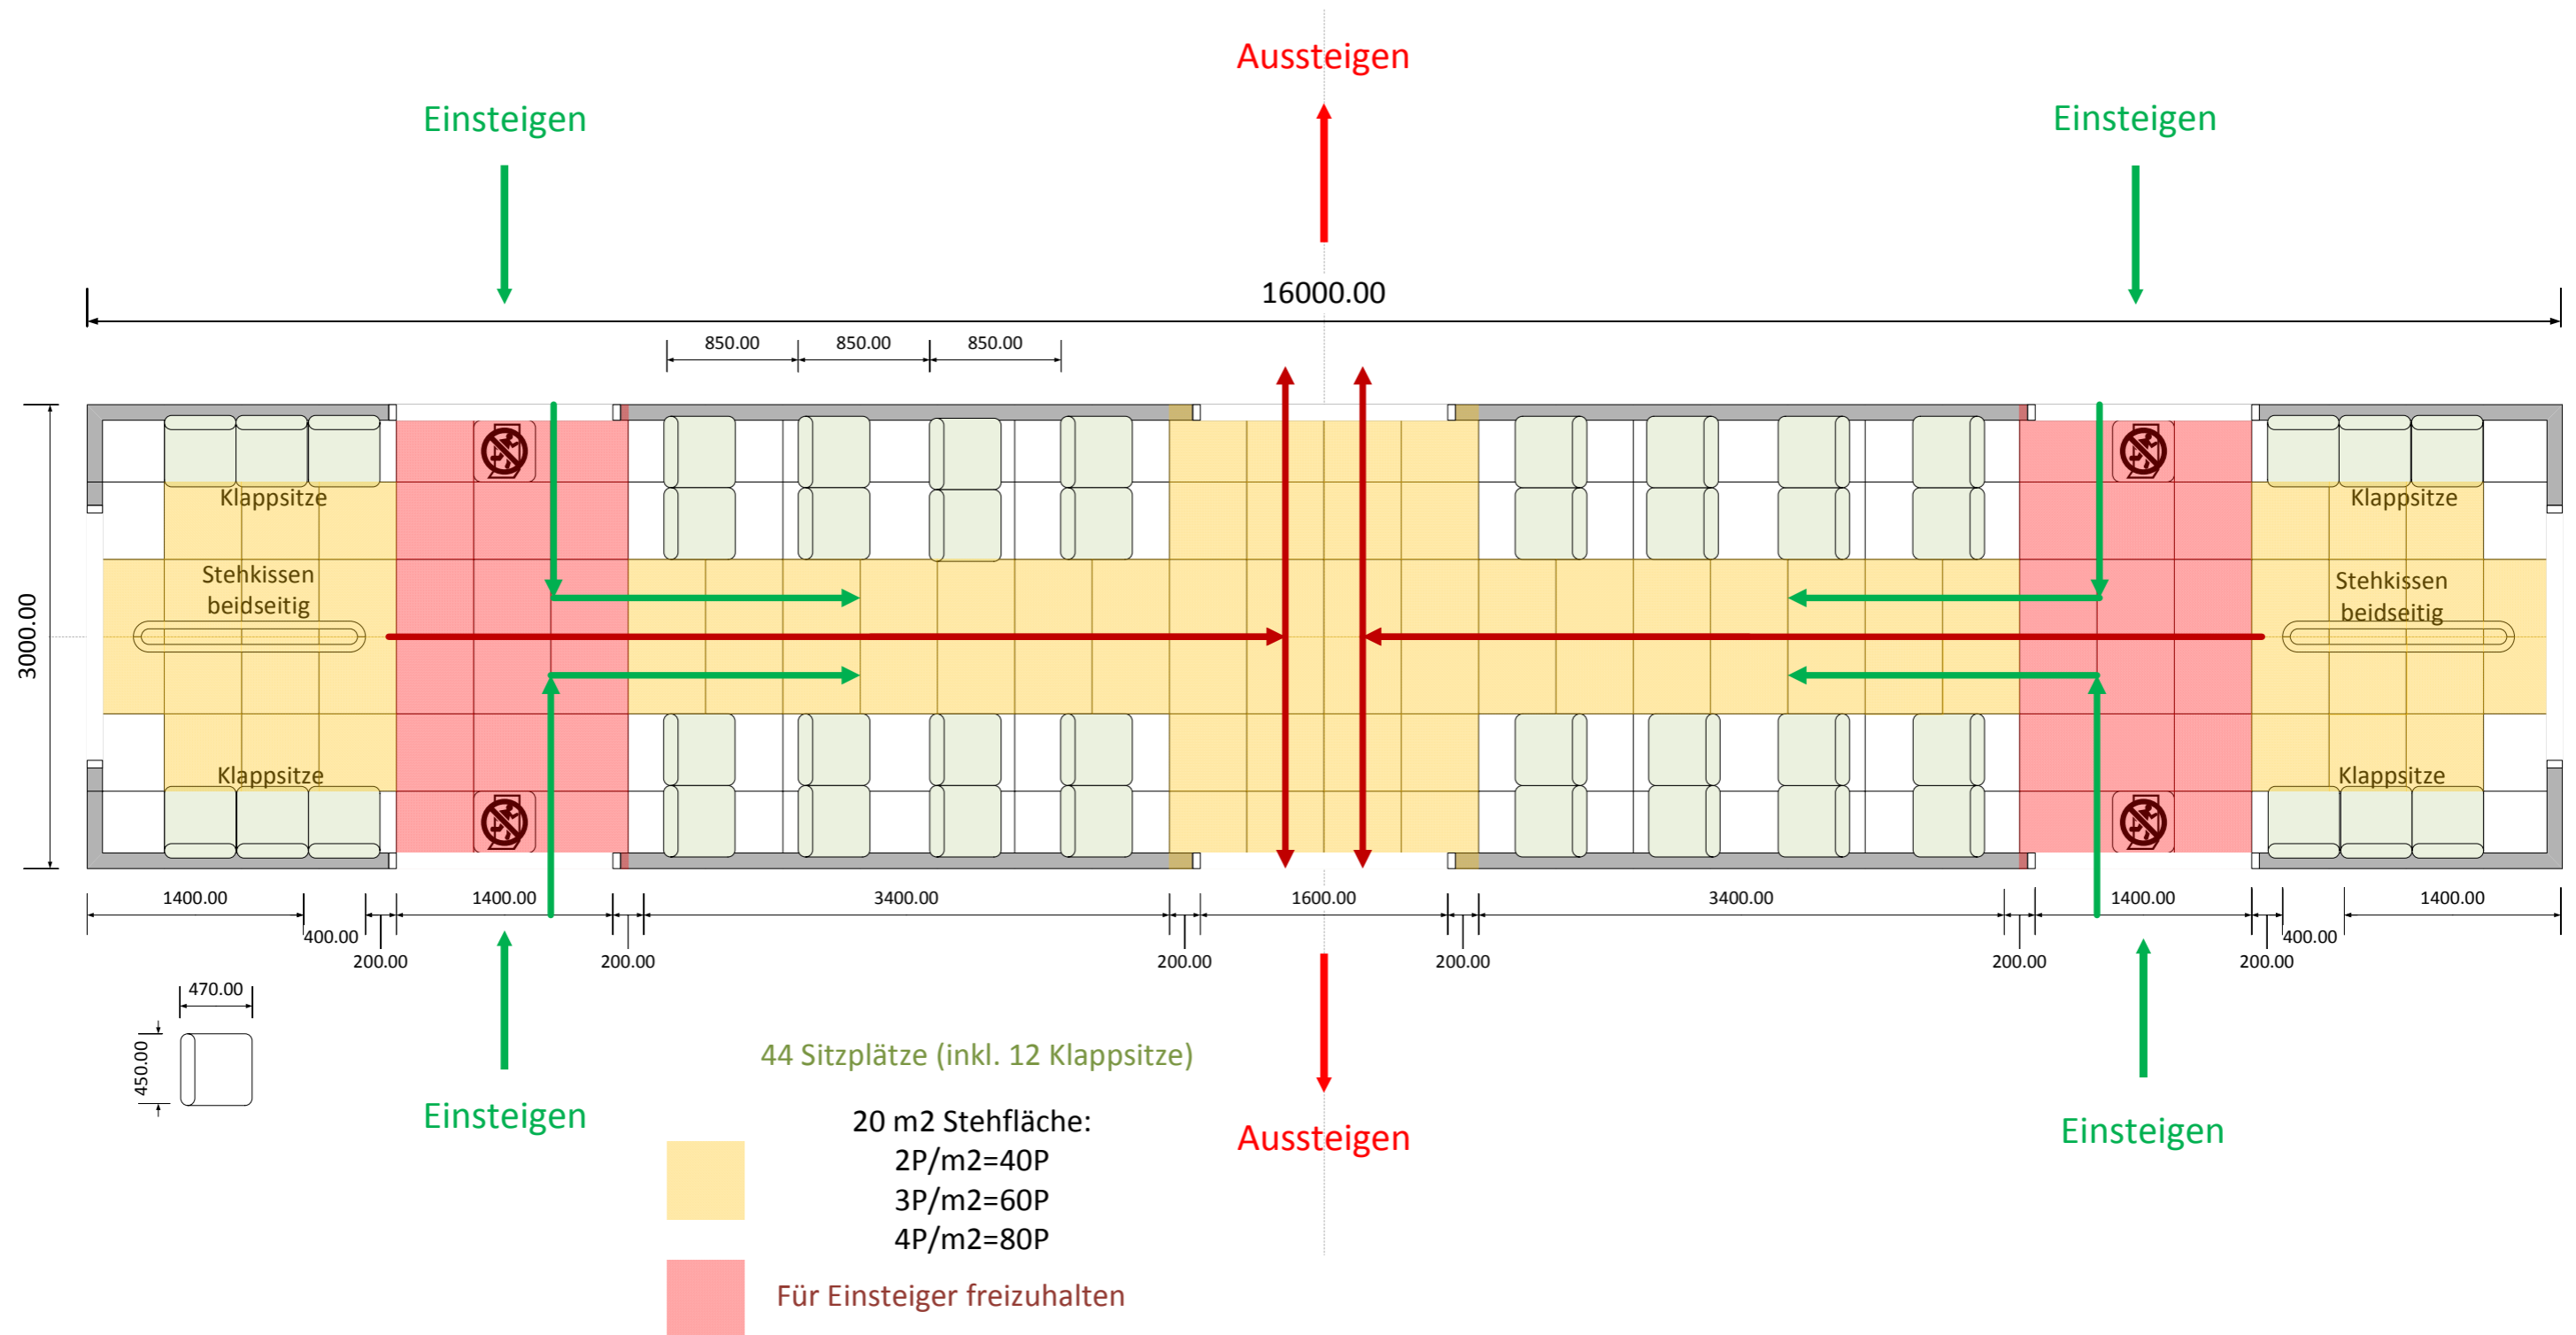 Aussteigen
Einsteigen
Einsteigen
16000.00
850.00
850.00
850.00
Klappsitze
Klappsitze
Stehkissen
beidseitig
Stehkissen
beidseitig
3000.00
Klappsitze
Klappsitze
1400.00
400.00
200.00
1400.00
200.00
3400.00
200.00
1600.00
200.00
3400.00
200.00
1400.00
200.00
400.00
1400.00
470.00
450.00
Einsteigen
Aussteigen
Einsteigen
44 Sitzplätze (inkl. 12 Klappsitze)
20 m2 Stehfläche:
2P/m2=40P
3P/m2=60P
4P/m2=80P
Für Einsteiger freizuhalten